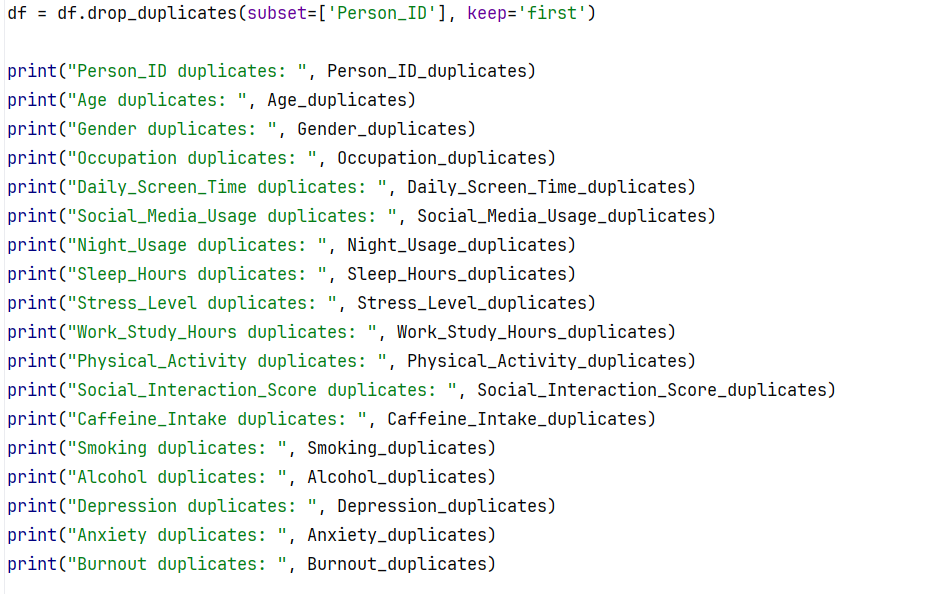 df = df.drop_duplicates(subset=['Person_ID'], keep='first')
print("Person_ID duplicates: ", Person_ID_duplicates)
print("Age duplicates: ", Age_duplicates)
print("Gender duplicates: ", Gender_duplicates)
print("Occupation duplicates: ", Occupation_duplicates)
print("Daily_Screen_Time duplicates: ", Daily_Screen_Time_duplicates)
print("Social_Media_Usage duplicates: ", Social_Media_Usage_duplicates)
print("Night_Usage duplicates: ", Night_Usage_duplicates)
print("Sleep_Hours duplicates: ", Sleep_Hours_duplicates)
print("Stress_Level duplicates: ", Stress_Level_duplicates)
print("Work_Study_Hours duplicates: ", Work_Study_Hours_duplicates)
print("Physical_Activity duplicates: ", Physical_Activity_duplicates)
print("Social_Interaction_Score duplicates: ", Social_Interaction_Score_duplicates)
print("Caffeine_Intake duplicates: ", Caffeine_Intake_duplicates)
print("Smoking duplicates: ", Smoking_duplicates)
print("Alcohol duplicates: ", Alcohol_duplicates)
print("Depression duplicates: ", Depression_duplicates)
print("Anxiety duplicates: ", Anxiety_duplicates)
print("Burnout duplicates: ", Burnout_duplicates)